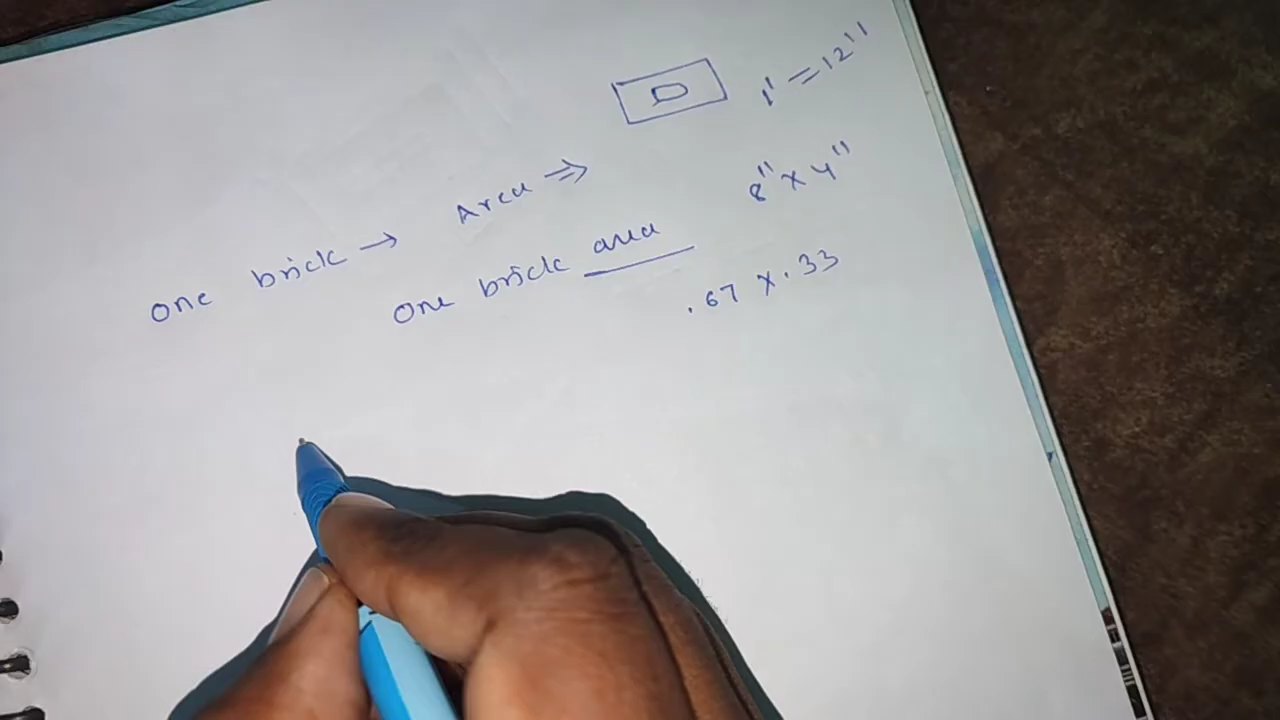 D
1' = 12"
One brick → Area ⇒
8" x 4"
One brick area
.67 x .33